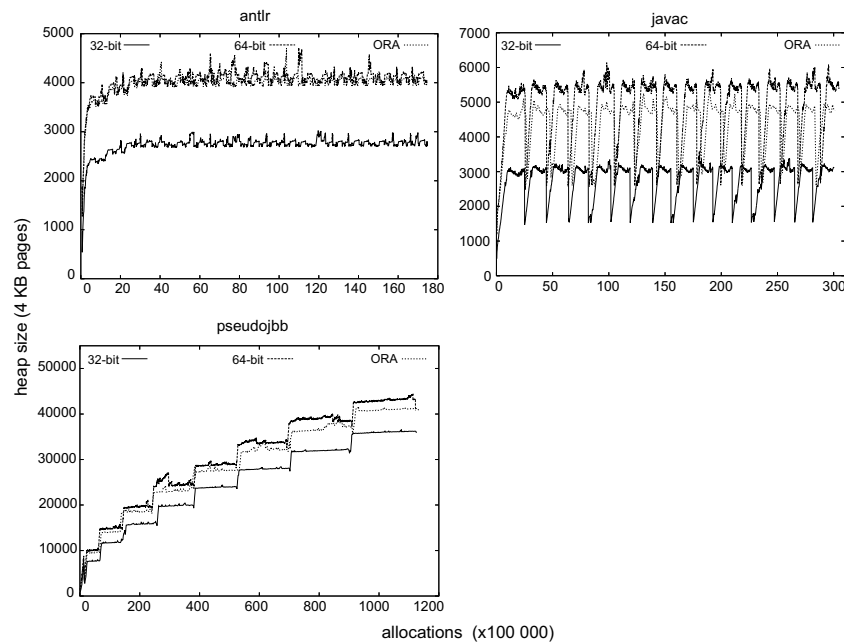 antlr
32-bit 64-bit ORA
5000
4000
3000
2000
1000
0
0 20 40 60 80 100 120 140 160 180
javac
32-bit 64-bit ORA
7000
6000
5000
4000
3000
2000
1000
0
0 50 100 150 200 250 300
heap size (4 KB pages)
pseudojbb
32-bit 64-bit ORA
50000
40000
30000
20000
10000
0
0 200 400 600 800 1000 1200
allocations (x100 000)